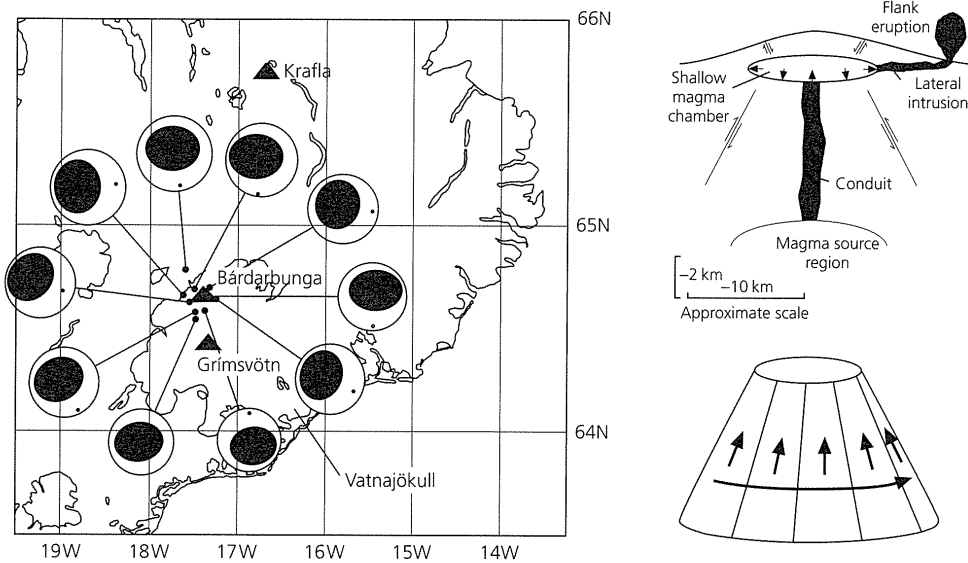 66N
Krafla
65N
Bárdarbunga
Grímsvötn
64N
Vatnajökull
19W
18W
17W
16W
15W
14W
Flank
eruption
Shallow
magma
chamber
Lateral
intrusion
Conduit
Magma source
region
–2 km
–10 km
Approximate scale